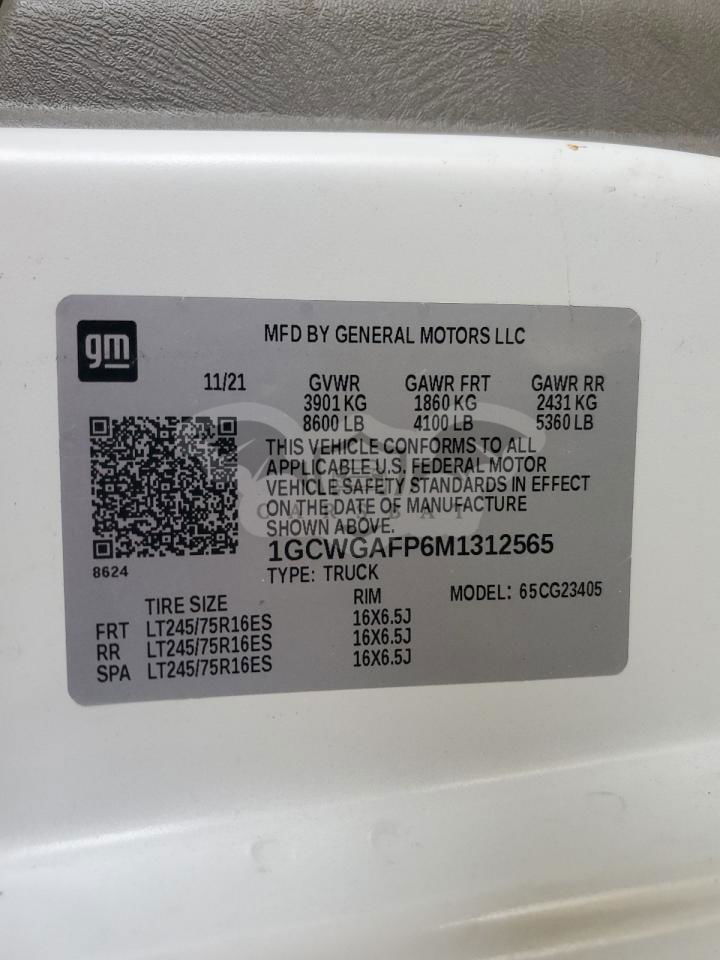 gm
MFD BY GENERAL MOTORS LLC
11/21 GVWR GAWR FRT GAWR RR
3901 KG 1860 KG 2431 KG
8600 LB 4100 LB 5360 LB
THIS VEHICLE CONFORMS TO ALL
APPLICABLE U.S. FEDERAL MOTOR
VEHICLE SAFETY STANDARDS IN EFFECT
ON THE DATE OF MANUFACTURE
SHOWN ABOVE.
1GCWGAFP6M1312565
8624
TYPE: TRUCK
MODEL: 65CG23405
TIRE SIZE RIM
FRT LT245/75R16ES 16X6.5J
RR LT245/75R16ES 16X6.5J
SPA LT245/75R16ES 16X6.5J